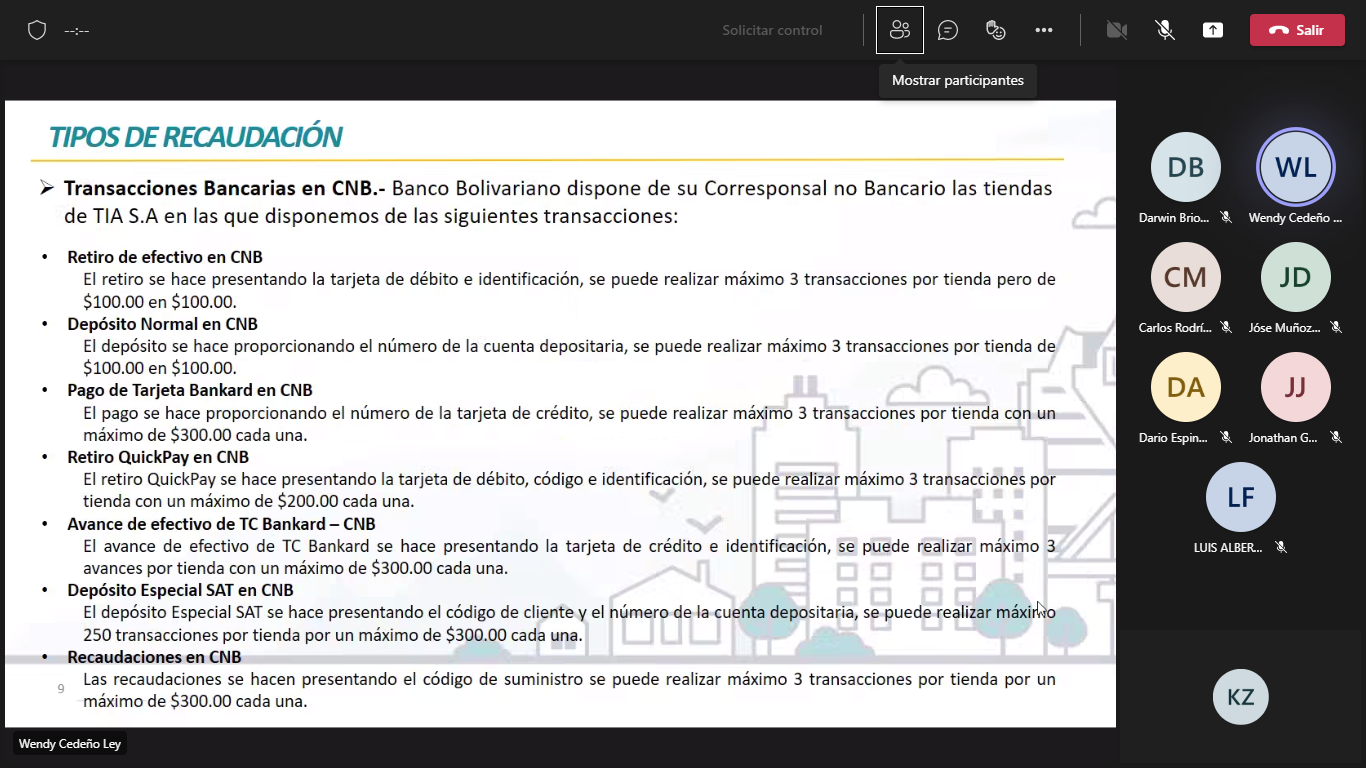 --:--
Solicitar control
Salir
Mostrar participantes
TIPOS DE RECAUDACIÓN
➢ Transacciones Bancarias en CNB.- Banco Bolivariano dispone de su Corresponsal no Bancario las tiendas
de TIA S.A en las que disponemos de las siguientes transacciones:
• Retiro de efectivo en CNB
El retiro se hace presentando la tarjeta de débito e identificación, se puede realizar máximo 3 transacciones por tienda pero de
$100.00 en $100.00.
• Depósito Normal en CNB
El depósito se hace proporcionando el número de la cuenta depositaria, se puede realizar máximo 3 transacciones por tienda de
$100.00 en $100.00.
• Pago de Tarjeta Bankard en CNB
El pago se hace proporcionando el número de la tarjeta de crédito, se puede realizar máximo 3 transacciones por tienda con un
máximo de $300.00 cada una.
• Retiro QuickPay en CNB
El retiro QuickPay se hace presentando la tarjeta de débito, código e identificación, se puede realizar máximo 3 transacciones por
tienda con un máximo de $200.00 cada una.
• Avance de efectivo de TC Bankard – CNB
El avance de efectivo de TC Bankard se hace presentando la tarjeta de crédito e identificación, se puede realizar máximo 3
avances por tienda con un máximo de $300.00 cada una.
• Depósito Especial SAT en CNB
El depósito Especial SAT se hace presentando el código de cliente y el número de la cuenta depositaria, se puede realizar máximo
250 transacciones por tienda por un máximo de $300.00 cada una.
• Recaudaciones en CNB
Las recaudaciones se hacen presentando el código de suministro se puede realizar máximo 3 transacciones por tienda por un
máximo de $300.00 cada una.
9
Wendy Cedeño Ley
DB
WL
Darwin Brio...
Wendy Cedeño ...
CM
JD
Carlos Rodrí...
Jóse Muñoz...
DA
JJ
Dario Espin...
Jonathan G...
LF
LUIS ALBER...
KZ